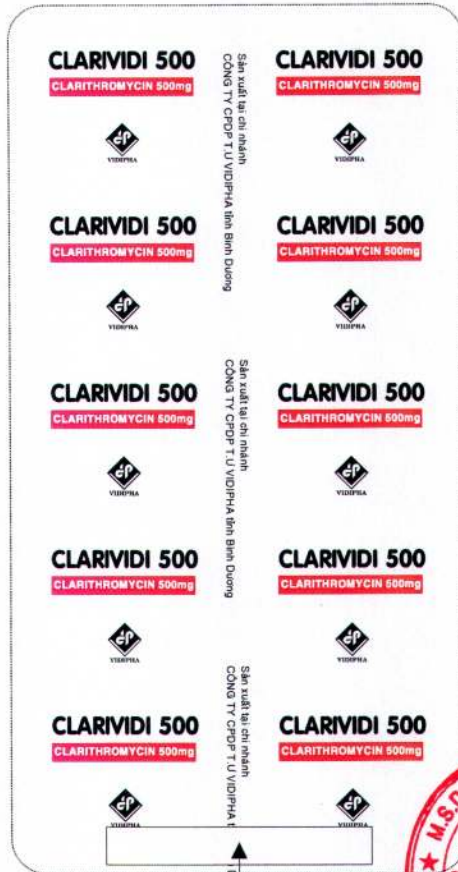 CLARIVIDI 500
CLARITHROMYCIN 500mg
VIDIPHA
CLARIVIDI 500
CLARITHROMYCIN 500mg
VIDIPHA
CLARIVIDI 500
CLARITHROMYCIN 500mg
VIDIPHA
CLARIVIDI 500
CLARITHROMYCIN 500mg
VIDIPHA
CLARIVIDI 500
CLARITHROMYCIN 500mg
VIDIPHA
Sản xuất tại chi nhánh
CÔNG TY CPDP T.Ư VIDIPHA tỉnh Bình Dương
Sản xuất tại chi nhánh
CÔNG TY CPDP T.Ư VIDIPHA tỉnh Bình Dương
Sản xuất tại chi nhánh
CÔNG TY CPDP T.Ư VIDIPHA t
CLARIVIDI 500
CLARITHROMYCIN 500mg
VIDIPHA
CLARIVIDI 500
CLARITHROMYCIN 500mg
VIDIPHA
CLARIVIDI 500
CLARITHROMYCIN 500mg
VIDIPHA
CLARIVIDI 500
CLARITHROMYCIN 500mg
VIDIPHA
CLARIVIDI 500
CLARITHROMYCIN 500mg
VIDIPHA
M.S.D